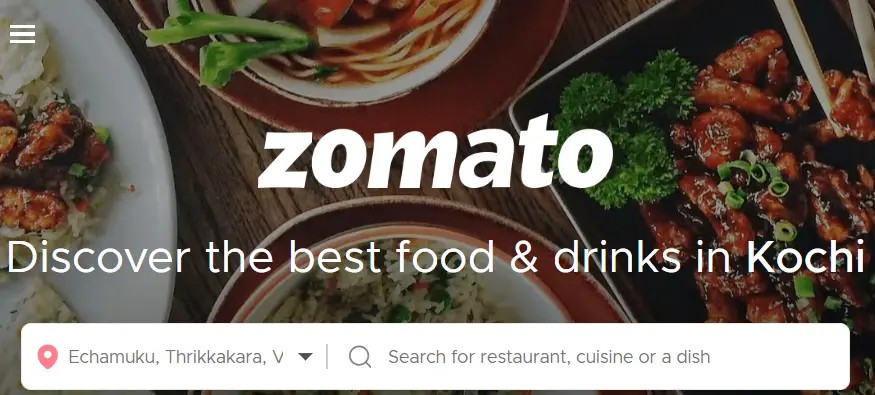 zomato
Discover the best food & drinks in Kochi
Echamuku, Thrikkakara, V
Search for restaurant, cuisine or a dish